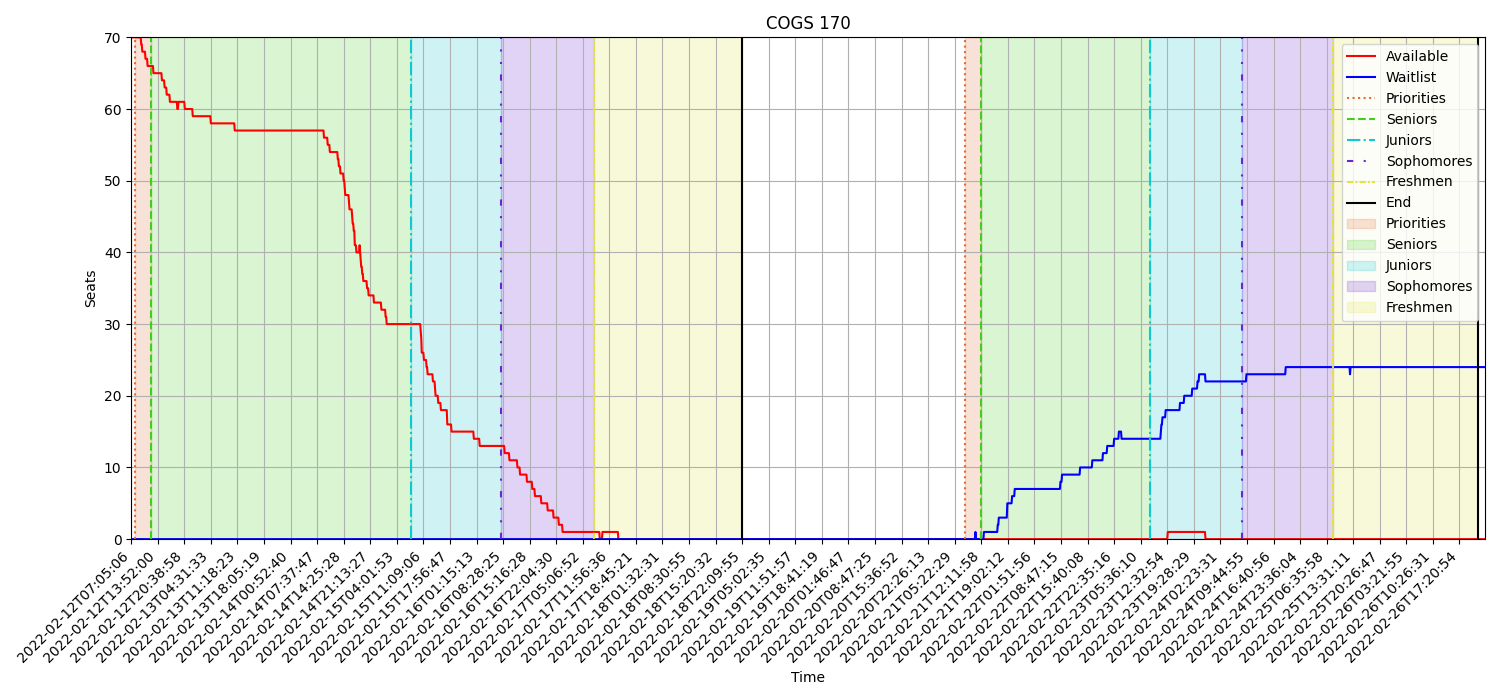 COGS 170
Seats
70
60
50
40
30
20
10
0
Available
Waitlist
Priorities
Seniors
Juniors
Sophomores
Freshmen
End
Priorities
Seniors
Juniors
Sophomores
Freshmen
2022-02-12T07:05:06
2022-02-12T13:52:00
2022-02-12T20:38:58
2022-02-13T04:31:33
2022-02-13T11:18:23
2022-02-13T18:05:19
2022-02-14T00:52:40
2022-02-14T07:37:47
2022-02-14T14:25:28
2022-02-14T21:13:27
2022-02-15T04:01:53
2022-02-15T11:09:06
2022-02-15T17:56:47
2022-02-16T01:15:13
2022-02-16T08:28:25
2022-02-16T15:16:28
2022-02-16T22:04:30
2022-02-17T05:06:52
2022-02-17T11:56:36
2022-02-17T18:45:21
2022-02-18T01:32:31
2022-02-18T08:30:55
2022-02-18T15:20:32
2022-02-18T22:09:55
2022-02-19T05:02:35
2022-02-19T11:51:57
2022-02-19T18:41:19
2022-02-20T01:46:47
2022-02-20T08:47:25
2022-02-20T15:36:52
2022-02-20T22:26:13
2022-02-21T05:22:29
2022-02-21T12:11:58
2022-02-21T19:02:12
2022-02-22T01:51:56
2022-02-22T08:47:15
2022-02-22T15:40:08
2022-02-22T22:35:16
2022-02-23T05:36:10
2022-02-23T12:32:54
2022-02-23T19:28:29
2022-02-24T02:23:31
2022-02-24T09:44:55
2022-02-24T16:40:56
2022-02-24T23:36:04
2022-02-25T06:35:58
2022-02-25T13:31:11
2022-02-25T20:26:47
2022-02-26T03:21:55
2022-02-26T10:26:31
2022-02-26T17:20:54
Time